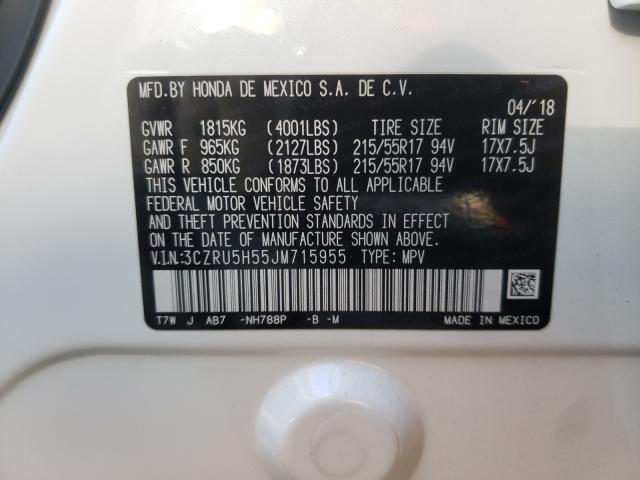 MFD.BY HONDA DE MEXICO S.A. DE C.V.
04/'18
GVWR 1815KG (4001LBS) TIRE SIZE RIM SIZE
GAWR F 965KG (2127LBS) 215/55R17 94V 17X7.5J
GAWR R 850KG (1873LBS) 215/55R17 94V 17X7.5J
THIS VEHICLE CONFORMS TO ALL APPLICABLE
FEDERAL MOTOR VEHICLE SAFETY
AND THEFT PREVENTION STANDARDS IN EFFECT
ON THE DATE OF MANUFACTURE SHOWN ABOVE.
V.I.N:3CZRU5H55JM715955 TYPE: MPV
T7W J AB7 -NH788P -B -M MADE IN MEXICO